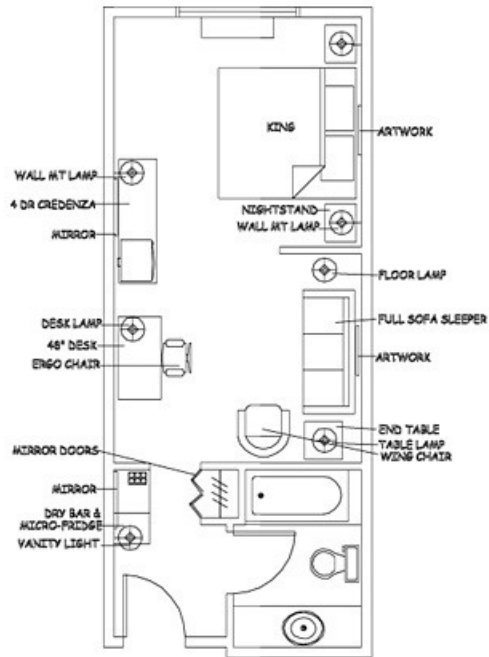 KING
ARTWORK
WALL MT LAMP
4 DR CREDENZA
MIRROR
NIGHTSTAND
WALL MT LAMP
FLOOR LAMP
DESK LAMP
48" DESK
ERGO CHAIR
FULL SOFA SLEEPER
ARTWORK
END TABLE
TABLE LAMP
WING CHAIR
MIRROR DOORS
MIRROR
DRY BAR &
MICRO-FRIDGE
VANITY LIGHT